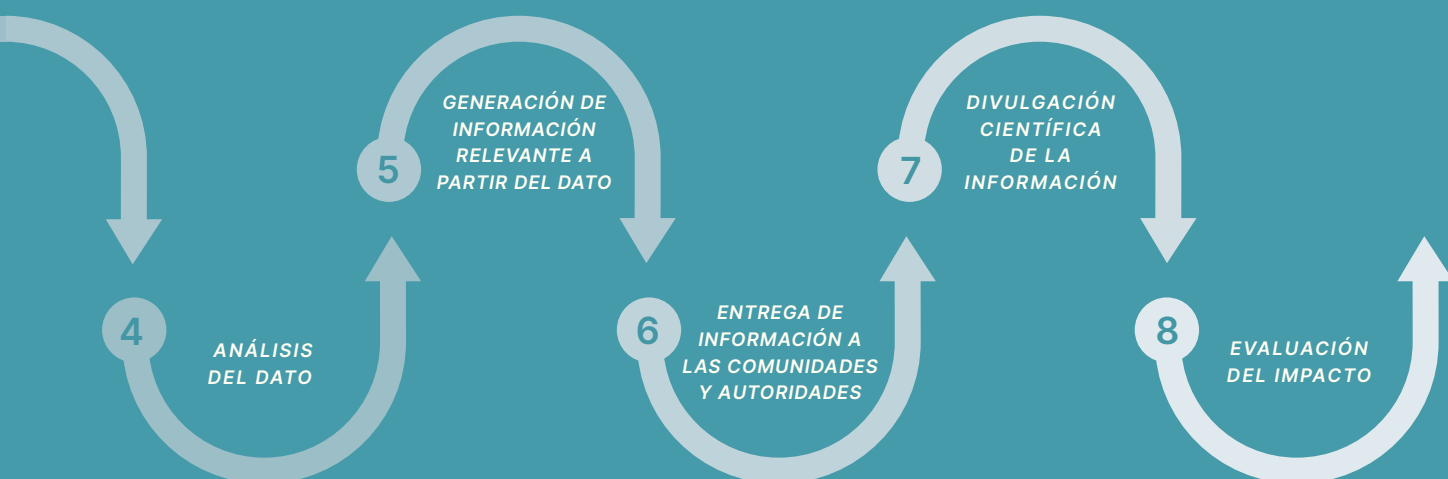 4
ANÁLISIS
DEL DATO
5
GENERACIÓN DE
INFORMACIÓN
RELEVANTE A
PARTIR DEL DATO
6
ENTREGA DE
INFORMACIÓN A
LAS COMUNIDADES
Y AUTORIDADES
7
DIVULGACIÓN
CIENTÍFICA
DE LA
INFORMACIÓN
8
EVALUACIÓN
DEL IMPACTO